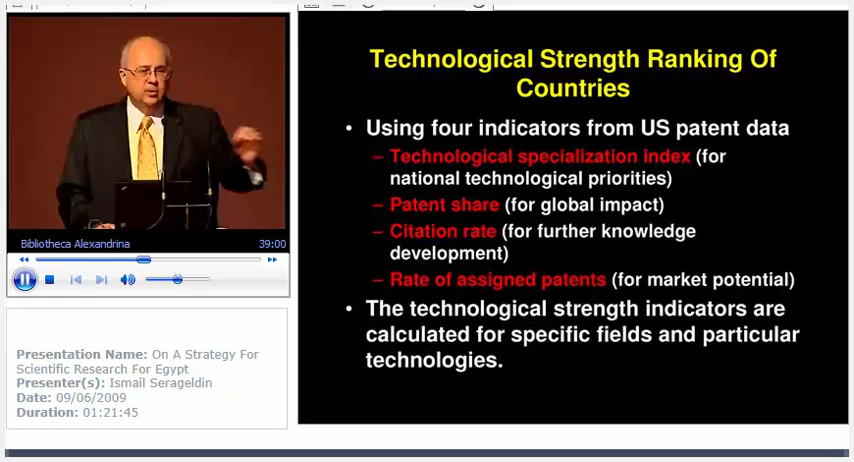 Technological Strength Ranking Of
Countries
• Using four indicators from US patent data
– Technological specialization index (for
national technological priorities)
– Patent share (for global impact)
– Citation rate (for further knowledge
development)
– Rate of assigned patents (for market potential)
• The technological strength indicators are
calculated for specific fields and particular
technologies.
Bibliotheca Alexandrina 39:00
Presentation Name: On A Strategy For
Scientific Research For Egypt
Presenter(s): Ismail Serageldin
Date: 09/06/2009
Duration: 01:21:45